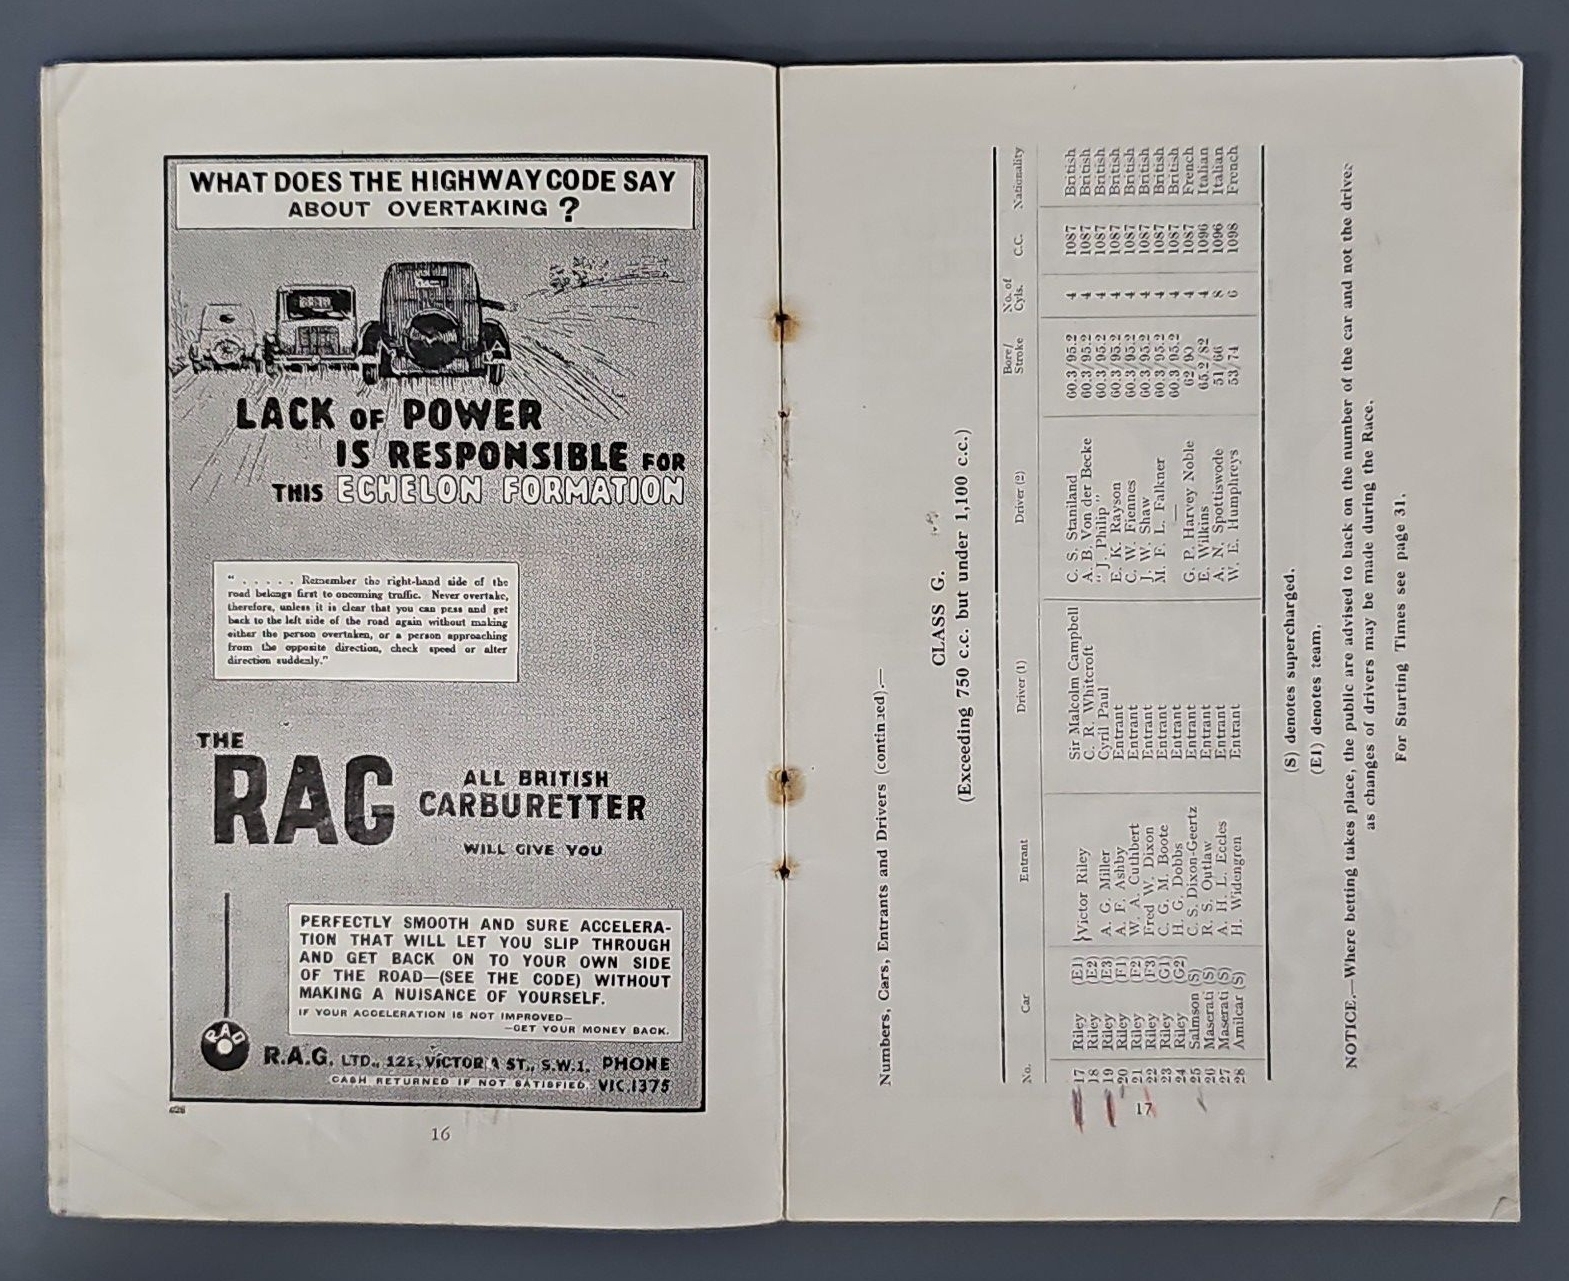 WHAT DOES THE HIGHWAY CODE SAY
ABOUT OVERTAKING ?
LACK OF POWER
IS RESPONSIBLE FOR
THIS ECHELON FORMATION
" . . . . . Remember the right-hand side of the
road belongs first to oncoming traffic. Never overtake,
therefore, unless it is clear that you can pass and get
back to the left side of the road again without making
either the person overtaken, or a person approaching
from the opposite direction, check speed or alter
direction suddenly."
THE
RAG
ALL BRITISH
CARBURETTER
WILL GIVE YOU
PERFECTLY SMOOTH AND SURE ACCELERA-
TION THAT WILL LET YOU SLIP THROUGH
AND GET BACK ON TO YOUR OWN SIDE
OF THE ROAD—(SEE THE CODE) WITHOUT
MAKING A NUISANCE OF YOURSELF.
IF YOUR ACCELERATION IS NOT IMPROVED—
—GET YOUR MONEY BACK.
RAG
R.A.G. LTD., 121, VICTORIA ST., S.W.1. PHONE
CASH RETURNED IF NOT SATISFIED. VIC. 1375
16
Numbers, Cars, Entrants and Drivers (continued).—
CLASS G.
(Exceeding 750 c.c. but under 1,100 c.c.)
No. Car Entrant Driver (1) Driver (2) Bore/Stroke No. of Cyls. C.C. Nationality
17 Riley (E1) }Victor Riley Sir Malcolm Campbell C. S. Staniland 60.3/95.2 4 1087 British
18 Riley (E2) C. R. Whitcroft A. B. Von der Becke 60.3/95.2 4 1087 British
19 Riley (E3) A. G. Miller Cyril Paul "J. Philip" 60.3/95.2 4 1087 British
20 Riley (F1) A. F. Ashby Entrant E. K. Rayson 60.3/95.2 4 1087 British
21 Riley (F2) W. A. Cuthbert Entrant C. W. Fiennes 60.3/95.2 4 1087 British
22 Riley (F3) Fred W. Dixon Entrant J. W. Shaw 60.3/95.2 4 1087 British
23 Riley (G1) C. G. M. Boote Entrant M. F. L. Falkner 60.3/95.2 4 1087 British
24 Riley (G2) H. G. Dobbs Entrant — 60.3/95.2 4 1087 British
25 Salmson (S) C. S. Dixon-Geertz Entrant G. P. Harvey Noble 62/90 4 1087 French
26 Maserati (S) R. S. Outlaw Entrant E. Wilkins 65.2/82 4 1096 Italian
27 Maserati (S) A. H. L. Eccles Entrant A. N. Spottiswode 51/66 8 1096 Italian
28 Amilcar (S) H. Widengren Entrant W. E. Humphreys 53/74 6 1098 French
(S) denotes supercharged.
(E1) denotes team.
NOTICE.—Where betting takes place, the public are advised to back on the number of the car and not the driver
as changes of drivers may be made during the Race.
For Starting Times see page 31.
17